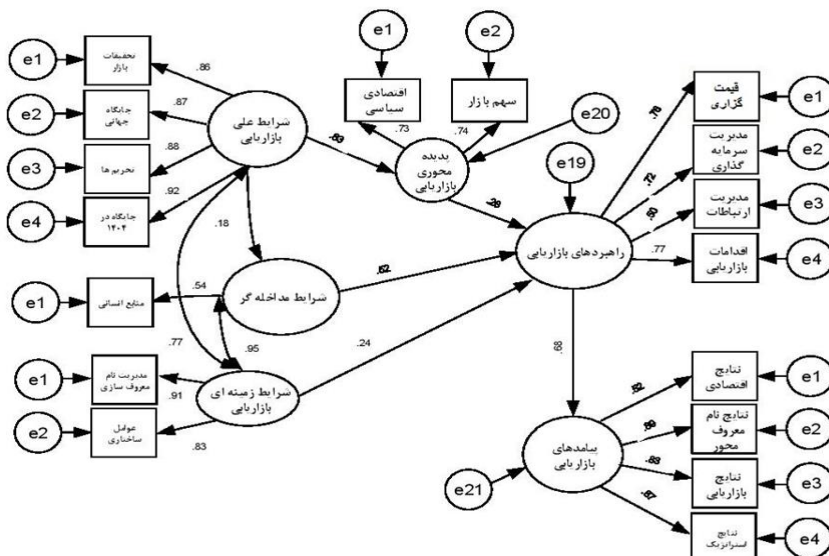 e1
تحقیقات
بازار
.86
e2
جایگاه
جهانی
.87
e3
تحریم ها
.88
e4
جایگاه در
۱۴۰۴
.92
شرایط علی
بازاریابی
e1
اقتصادی
سیاسی
.73
e2
سهم بازار
.74
e20
پدیده
محوری
بازاریابی
.18
e19
راهبردهای بازاریابی
قیمت
گزاری
e1
مدیریت
سرمایه
گذاری
.72
e2
مدیریت
ارتباطات
e3
اقدامات
بازاریابی
.77
e4
e1
منابع انسانی
.54
شرایط مداخله گر
.77
.95
.24
e1
مدیریت نام
معروف سازی
.91
e2
عوامل
ساختاری
.83
شرایط زمینه ای
بازاریابی
.68
پیامدهای
بازاریابی
e21
نتایج
اقتصادی
e1
نتایج نام
معروف
محور
e2
نتایج
بازاریابی
e3
نتایج
استراتژیک
e4